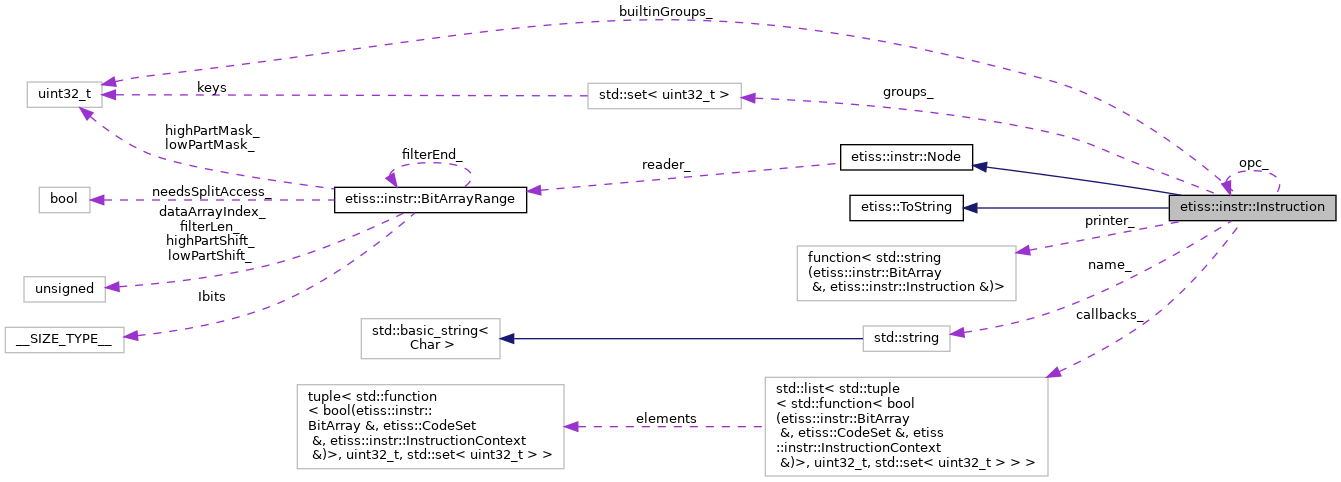 builtinGroups_
uint32_t
keys
std::set< uint32_t >
groups_
highPartMask_
lowPartMask_
filterEnd_
reader_
etiss::instr::Node
opc_
bool
needsSplitAccess_
etiss::instr::BitArrayRange
etiss::ToString
etiss::instr::Instruction
dataArrayIndex_
filterLen_
highPartShift_
lowPartShift_
printer_
function< std::string
(etiss::instr::BitArray
&, etiss::instr::Instruction &)>
name_
unsigned
Ibits
callbacks_
__SIZE_TYPE__
std::basic_string<
Char >
std::string
tuple< std::function
< bool(etiss::instr::
BitArray &, etiss::CodeSet
&, etiss::instr::InstructionContext
&)>, uint32_t, std::set< uint32_t > >
elements
std::list< std::tuple
< std::function< bool
(etiss::instr::BitArray
&, etiss::CodeSet &, etiss
::instr::InstructionContext
&)>, uint32_t, std::set< uint32_t > > >